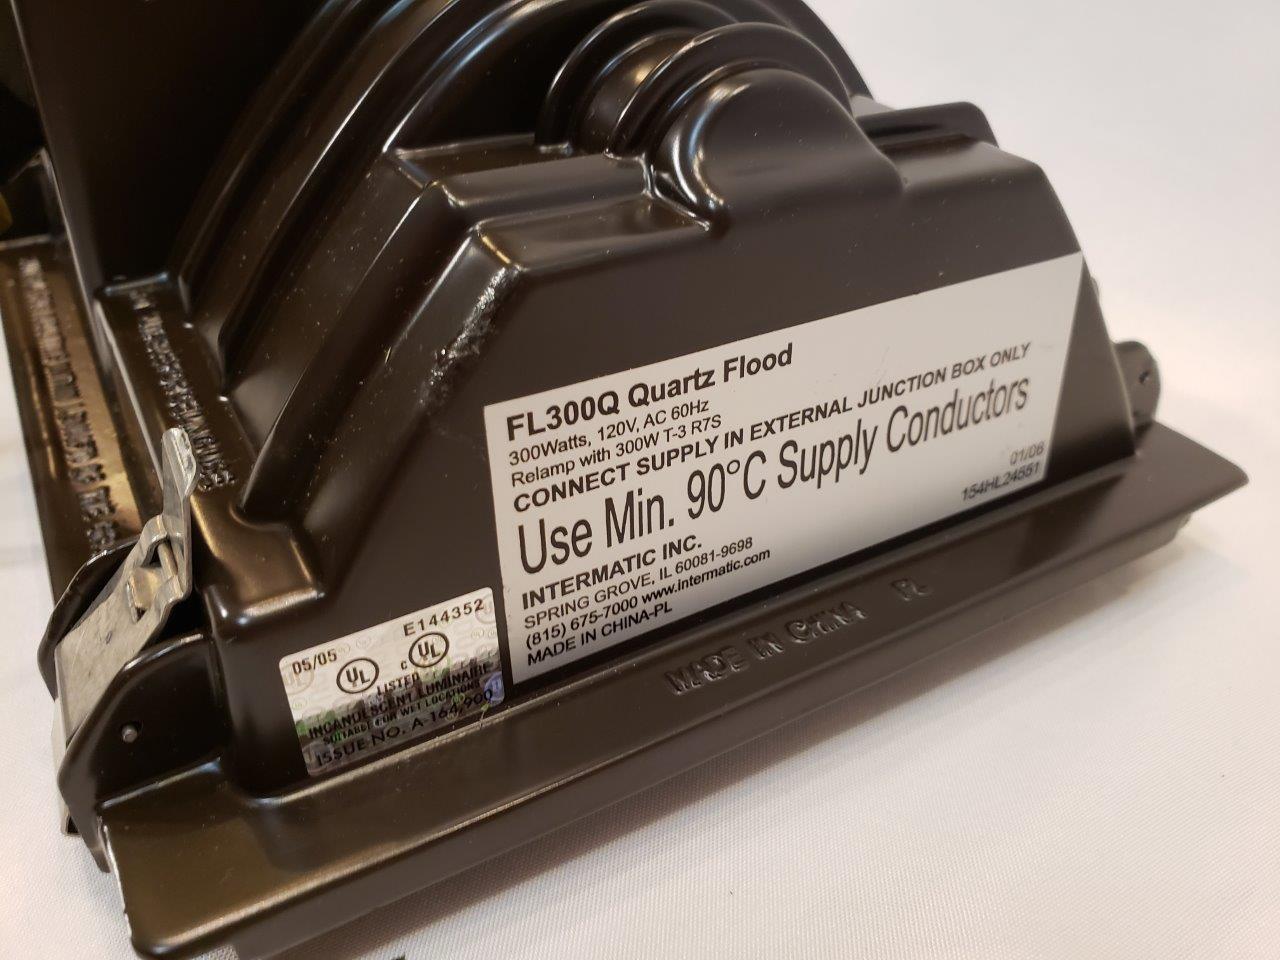 FL300Q Quartz Flood
300Watts, 120V, AC 60Hz
Relamp with 300W T-3 R7S
CONNECT SUPPLY IN EXTERNAL JUNCTION BOX ONLY
Use Min. 90°C Supply Conductors
01/06
154HL24551
INTERMATIC INC.
SPRING GROVE, IL 60081-9698
(815) 675-7000 www.intermatic.com
MADE IN CHINA-PL
E144352
05/05 UL c UL
LISTED
INCANDESCENT LUMINAIRE
SUITABLE FOR WET LOCATIONS
ISSUE NO. A-164,900
MADE IN CHINA PL